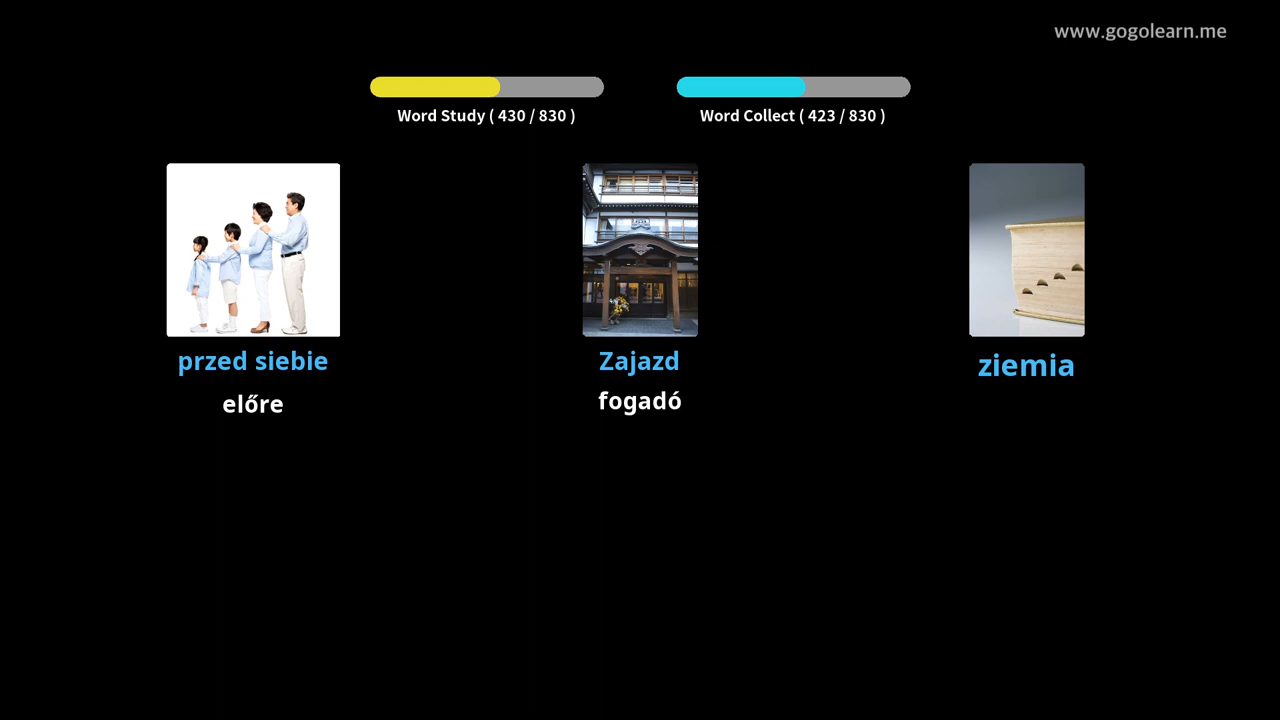 www.gogolearn.me
Word Study ( 430 / 830 )
Word Collect ( 423 / 830 )
przed siebie
előre
Zajazd
fogadó
ziemia